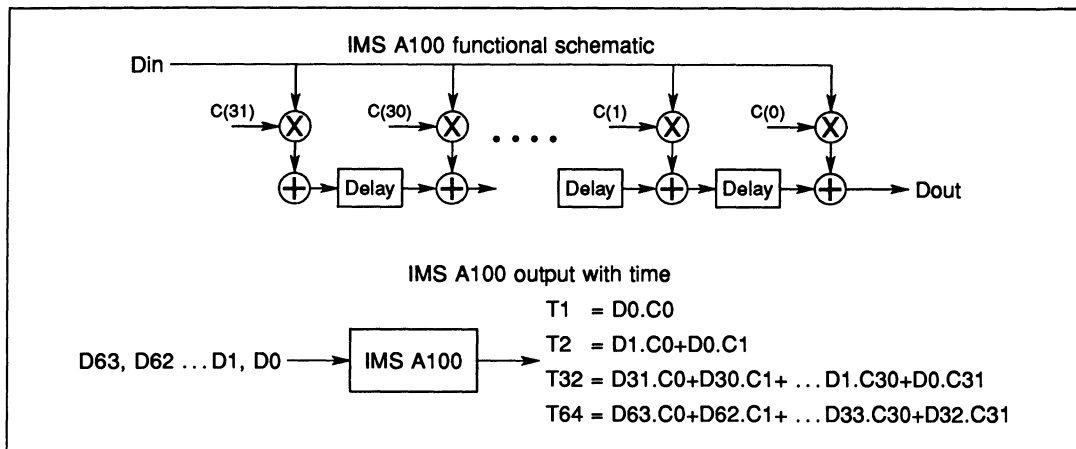 IMS A100 functional schematic
Din
C(31) C(30) C(1) C(0)
X X X X
+ Delay + Delay + Delay + Dout
IMS A100 output with time
T1 = D0.C0
T2 = D1.C0+D0.C1
D63, D62 ...D1, D0 IMS A100
T32 = D31.C0+D30.C1+ ...D1.C30+D0.C31
T64 = D63.C0+D62.C1+ ...D33.C30+D32.C31